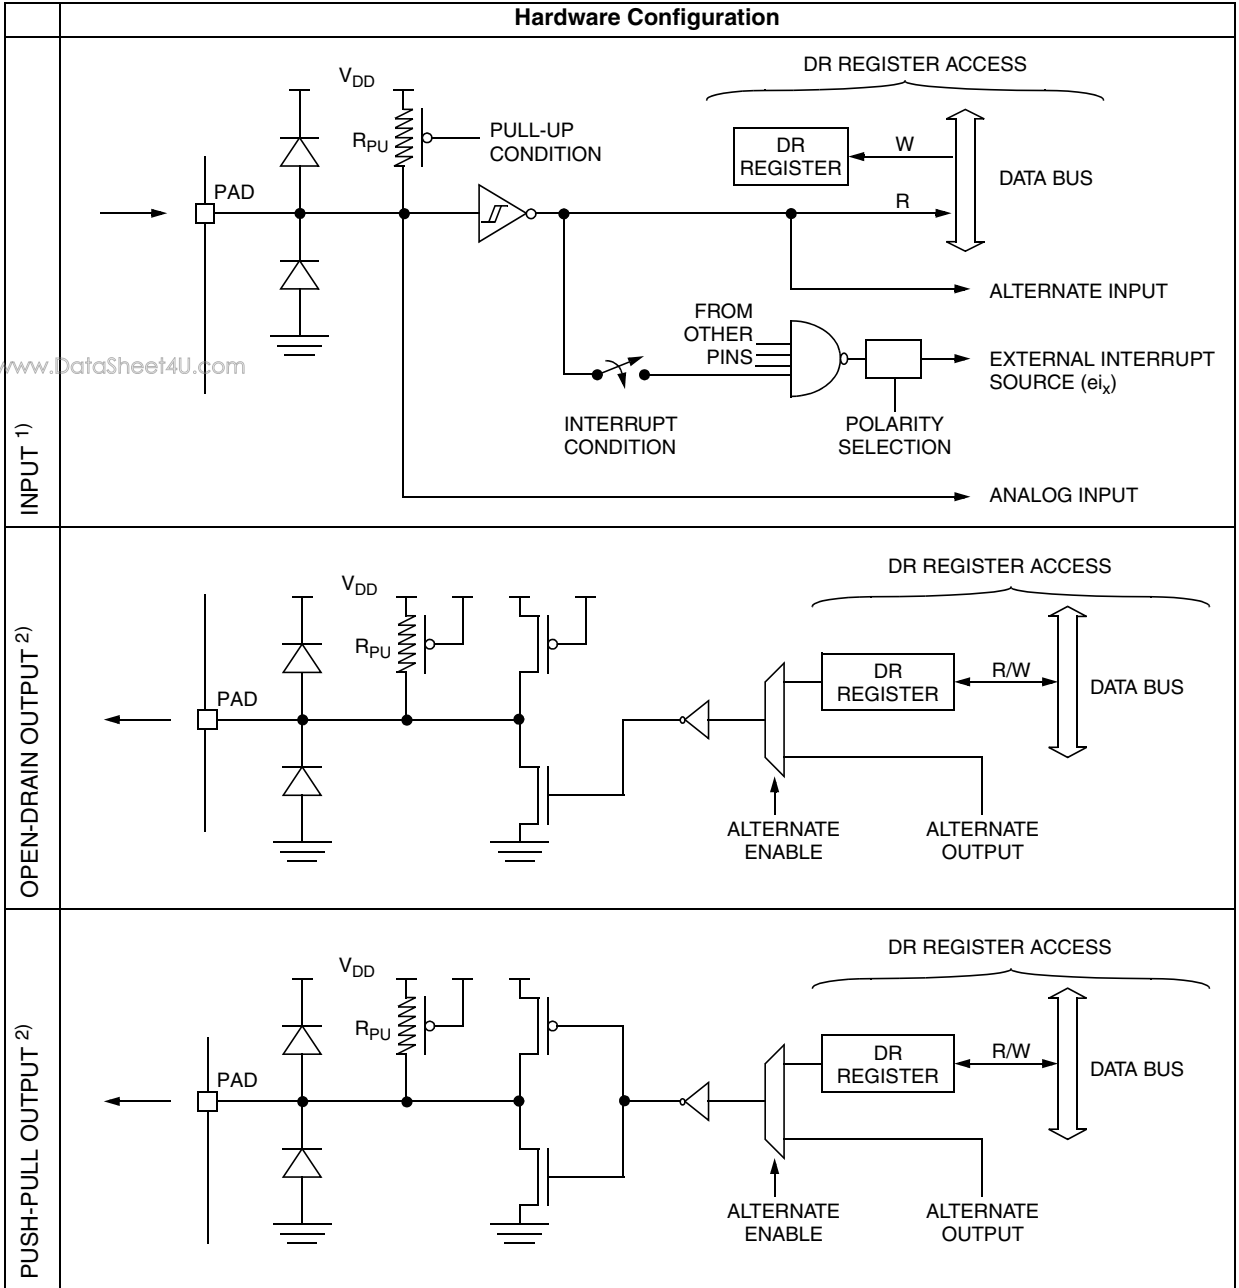 Hardware Configuration
INPUT 1)
DR REGISTER ACCESS
VDD
RPU
PULL-UP
CONDITION
DR
REGISTER
W
DATA BUS
PAD
R
ALTERNATE INPUT
FROM
OTHER
PINS
EXTERNAL INTERRUPT
SOURCE (eix)
INTERRUPT
CONDITION
POLARITY
SELECTION
ANALOG INPUT
www.DataSheet4U.com
OPEN-DRAIN OUTPUT 2)
DR REGISTER ACCESS
VDD
RPU
PAD
DR
REGISTER
R/W
DATA BUS
ALTERNATE
ENABLE
ALTERNATE
OUTPUT
PUSH-PULL OUTPUT 2)
DR REGISTER ACCESS
VDD
RPU
PAD
DR
REGISTER
R/W
DATA BUS
ALTERNATE
ENABLE
ALTERNATE
OUTPUT